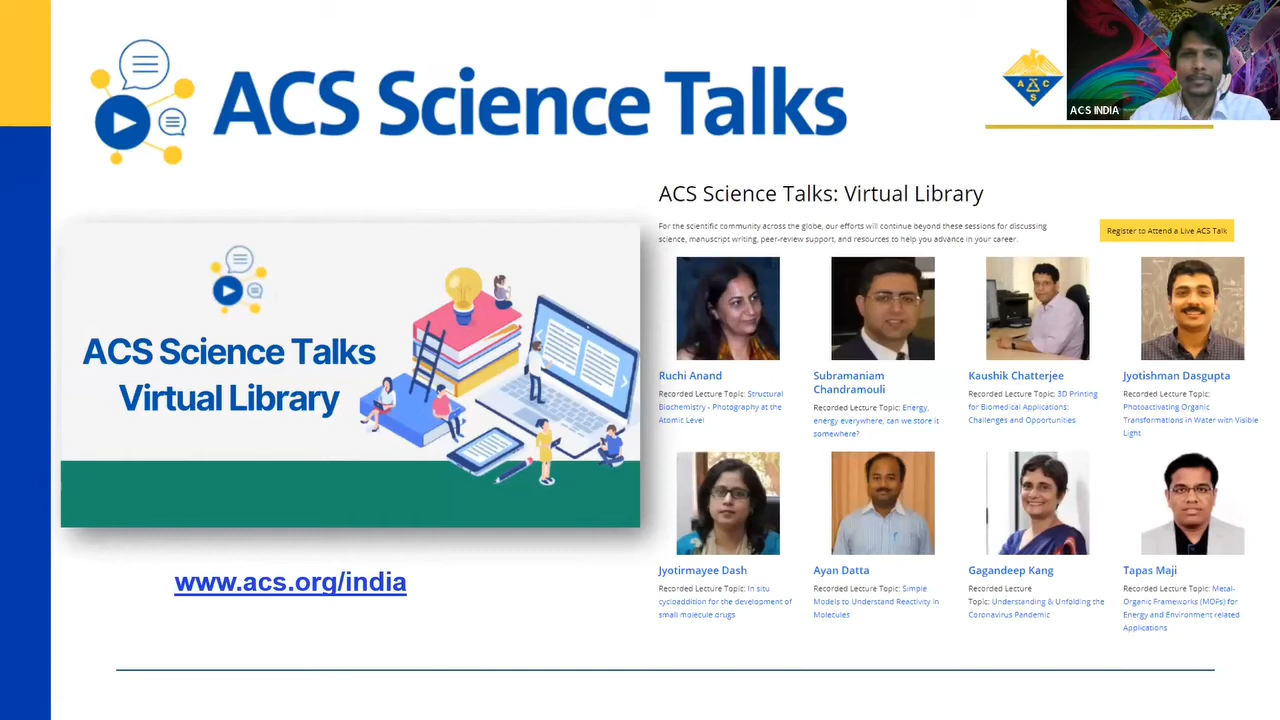 ACS Science Talks
A C S
ACS INDIA
ACS Science Talks: Virtual Library
For the scientific community across the globe, our efforts will continue beyond these sessions for discussing
science, manuscript writing, peer-review support, and resources to help you advance in your career.
Register to Attend a Live ACS Talk
ACS Science Talks
Virtual Library
www.acs.org/india
Ruchi Anand
Recorded Lecture Topic: Structural
Biochemistry - Photography at the
Atomic Level
Subramaniam
Chandramouli
Recorded Lecture Topic: Energy,
energy everywhere, can we store it
somewhere?
Kaushik Chatterjee
Recorded Lecture Topic: 3D Printing
for Biomedical Applications:
Challenges and Opportunities
Jyotishman Dasgupta
Recorded Lecture Topic:
Photoactivating Organic
Transformations in Water with Visible
Light
Jyotirmayee Dash
Recorded Lecture Topic: In situ
cycloaddition for the development of
small molecule drugs
Ayan Datta
Recorded Lecture Topic: Simple
Models to Understand Reactivity in
Molecules
Gagandeep Kang
Recorded Lecture
Topic: Understanding & Unfolding the
Coronavirus Pandemic
Tapas Maji
Recorded Lecture Topic: Metal-
Organic Frameworks (MOFs) for
Energy and Environment related
Applications